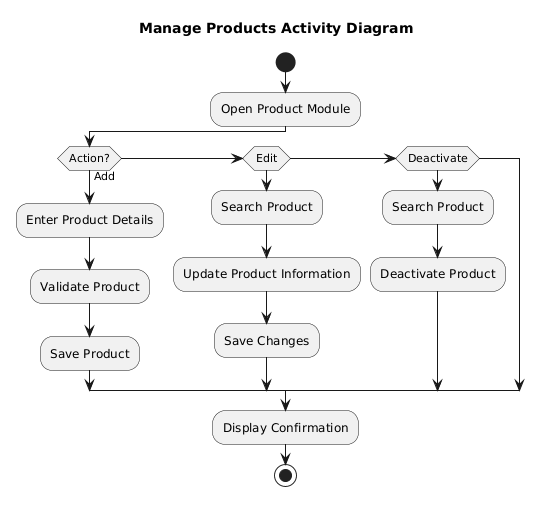 Manage Products Activity Diagram
Open Product Module
Action?
Edit
Deactivate
Add
Enter Product Details
Search Product
Search Product
Validate Product
Update Product Information
Deactivate Product
Save Product
Save Changes
Display Confirmation